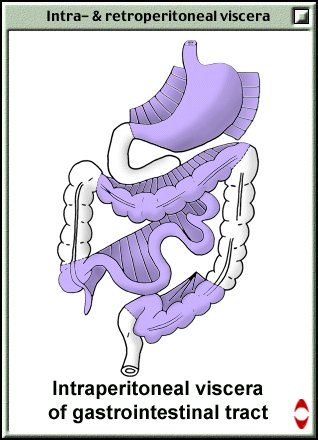 Intra- & retroperitoneal viscera
Intraperitoneal viscera
of gastrointestinal tract